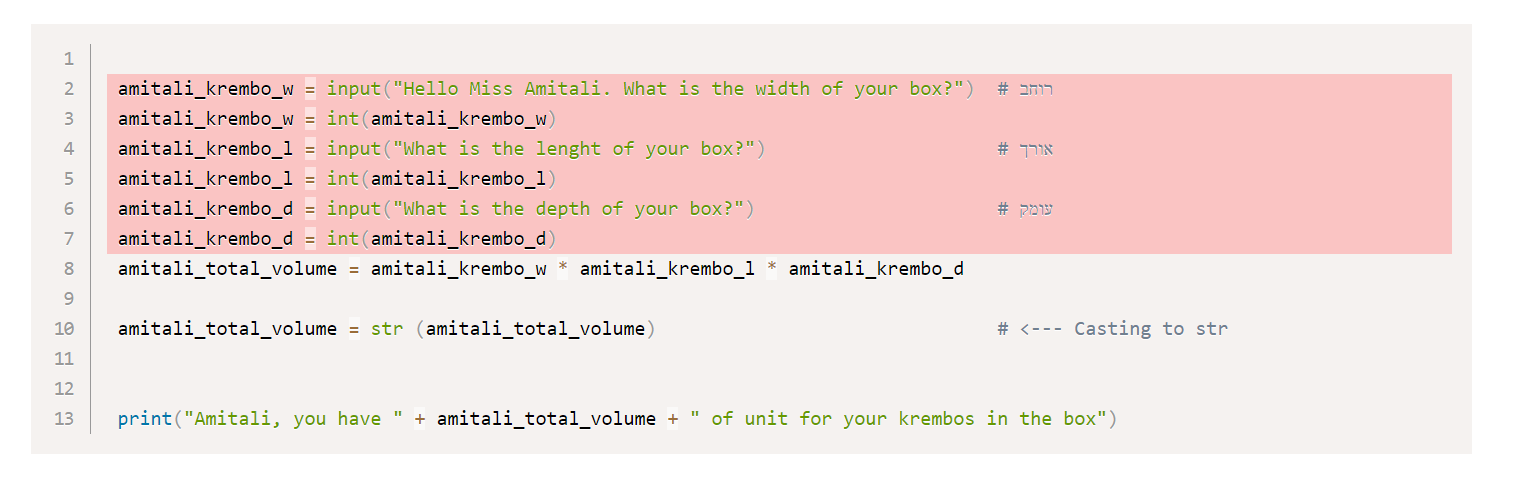 1
2 amitali_krembo_w = input("Hello Miss Amitali. What is the width of your box?") # רוחב
3 amitali_krembo_w = int(amitali_krembo_w)
4 amitali_krembo_l = input("What is the lenght of your box?") # אורך
5 amitali_krembo_l = int(amitali_krembo_l)
6 amitali_krembo_d = input("What is the depth of your box?") # עומק
7 amitali_krembo_d = int(amitali_krembo_d)
8 amitali_total_volume = amitali_krembo_w * amitali_krembo_l * amitali_krembo_d
9
10 amitali_total_volume = str (amitali_total_volume) # <--- Casting to str
11
12
13 print("Amitali, you have " + amitali_total_volume + " of unit for your krembos in the box")